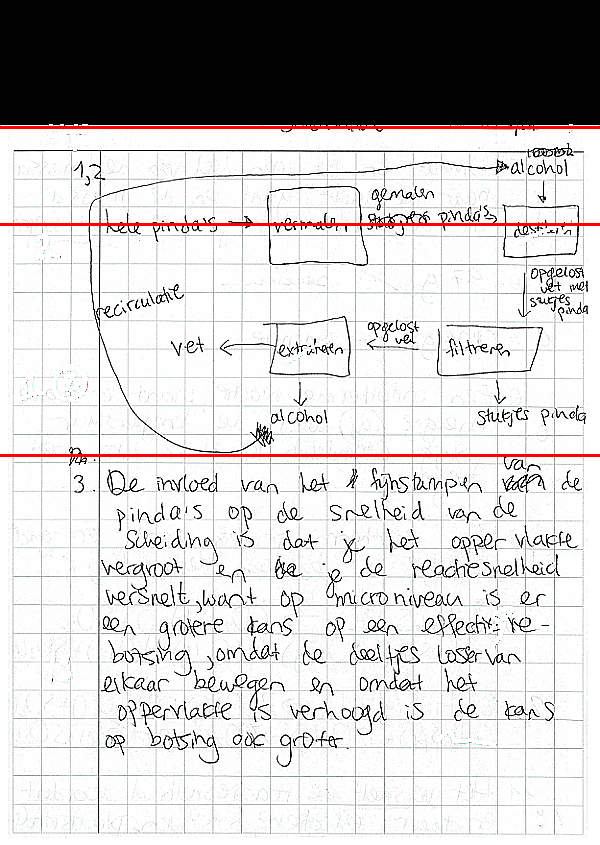 1,2
alcohol
gemalen
hele pinda's → vermalen pinda's
opgelost
vet met
stukjes
pinda
recirculatie
opgelost
vet
vet extraheren filtreren
alcohol stukjes pinda
3. De invloed van het fijnstampen van de
pinda's op de snelheid van de
scheiding is dat je het oppervlakte
vergroot en je de reactiesnelheid
versnelt, want op microniveau is er
een grotere kans op een effectieve
botsing, omdat de deeltjes loser van
elkaar bewegen en omdat het
oppervlakte is verhoogd is de kans
op botsing ook groter.